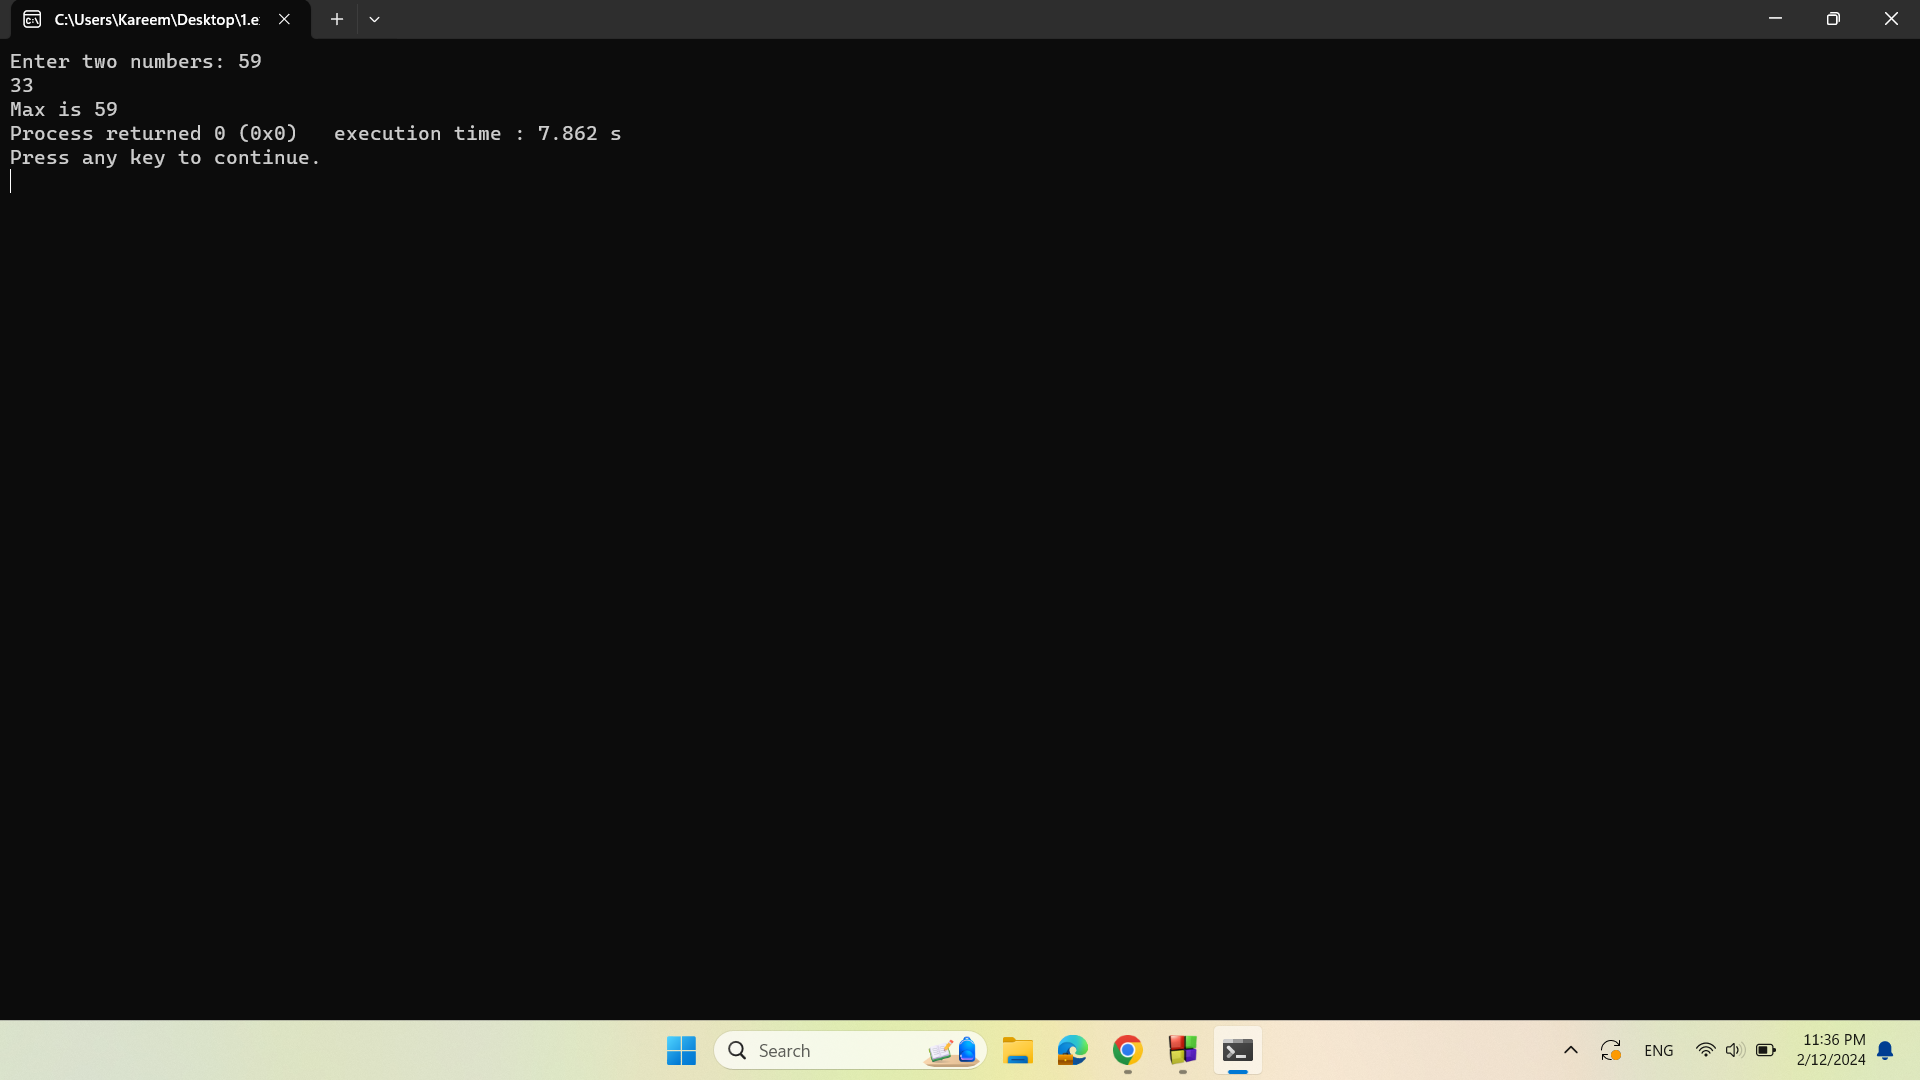 C:\Users\Kareem\Desktop\1.e
Enter two numbers: 59
33
Max is 59
Process returned 0 (0x0)   execution time : 7.862 s
Press any key to continue.
Search
ENG
11:36 PM
2/12/2024